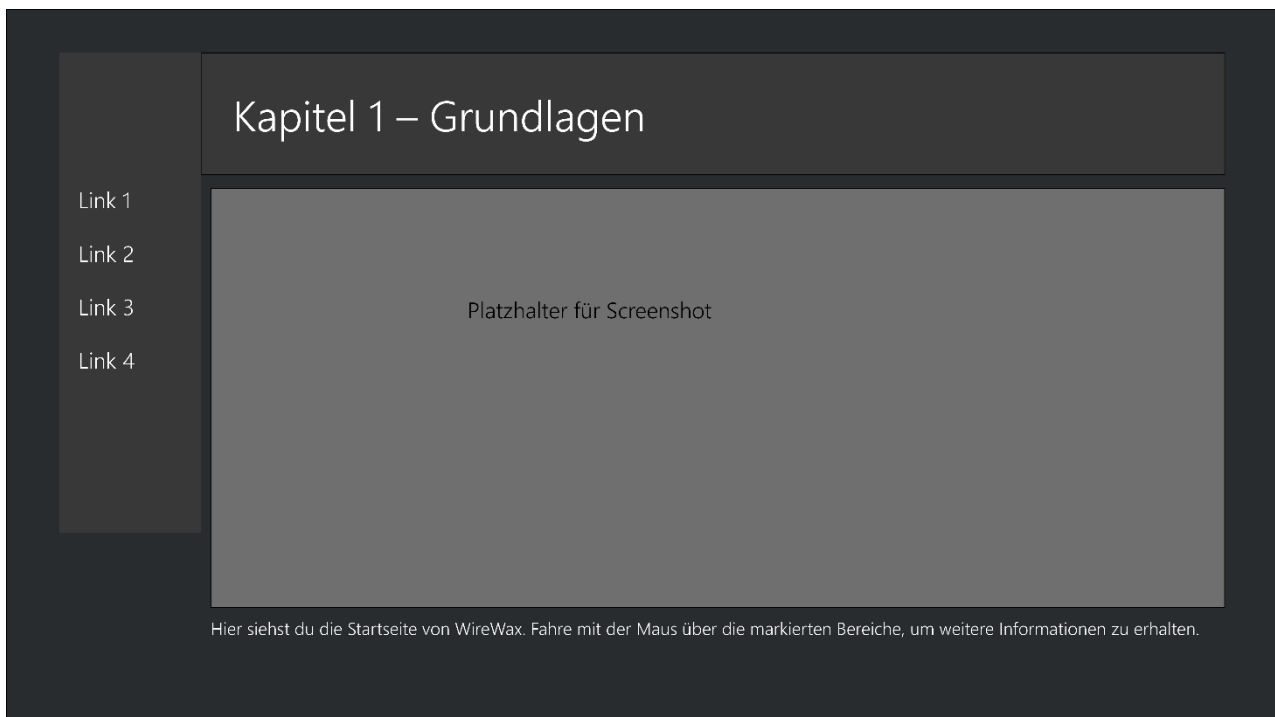 Kapitel 1 – Grundlagen
Link 1
Link 2
Link 3
Link 4
Platzhalter für Screenshot
Hier siehst du die Startseite von WireWax. Fahre mit der Maus über die markierten Bereiche, um weitere Informationen zu erhalten.